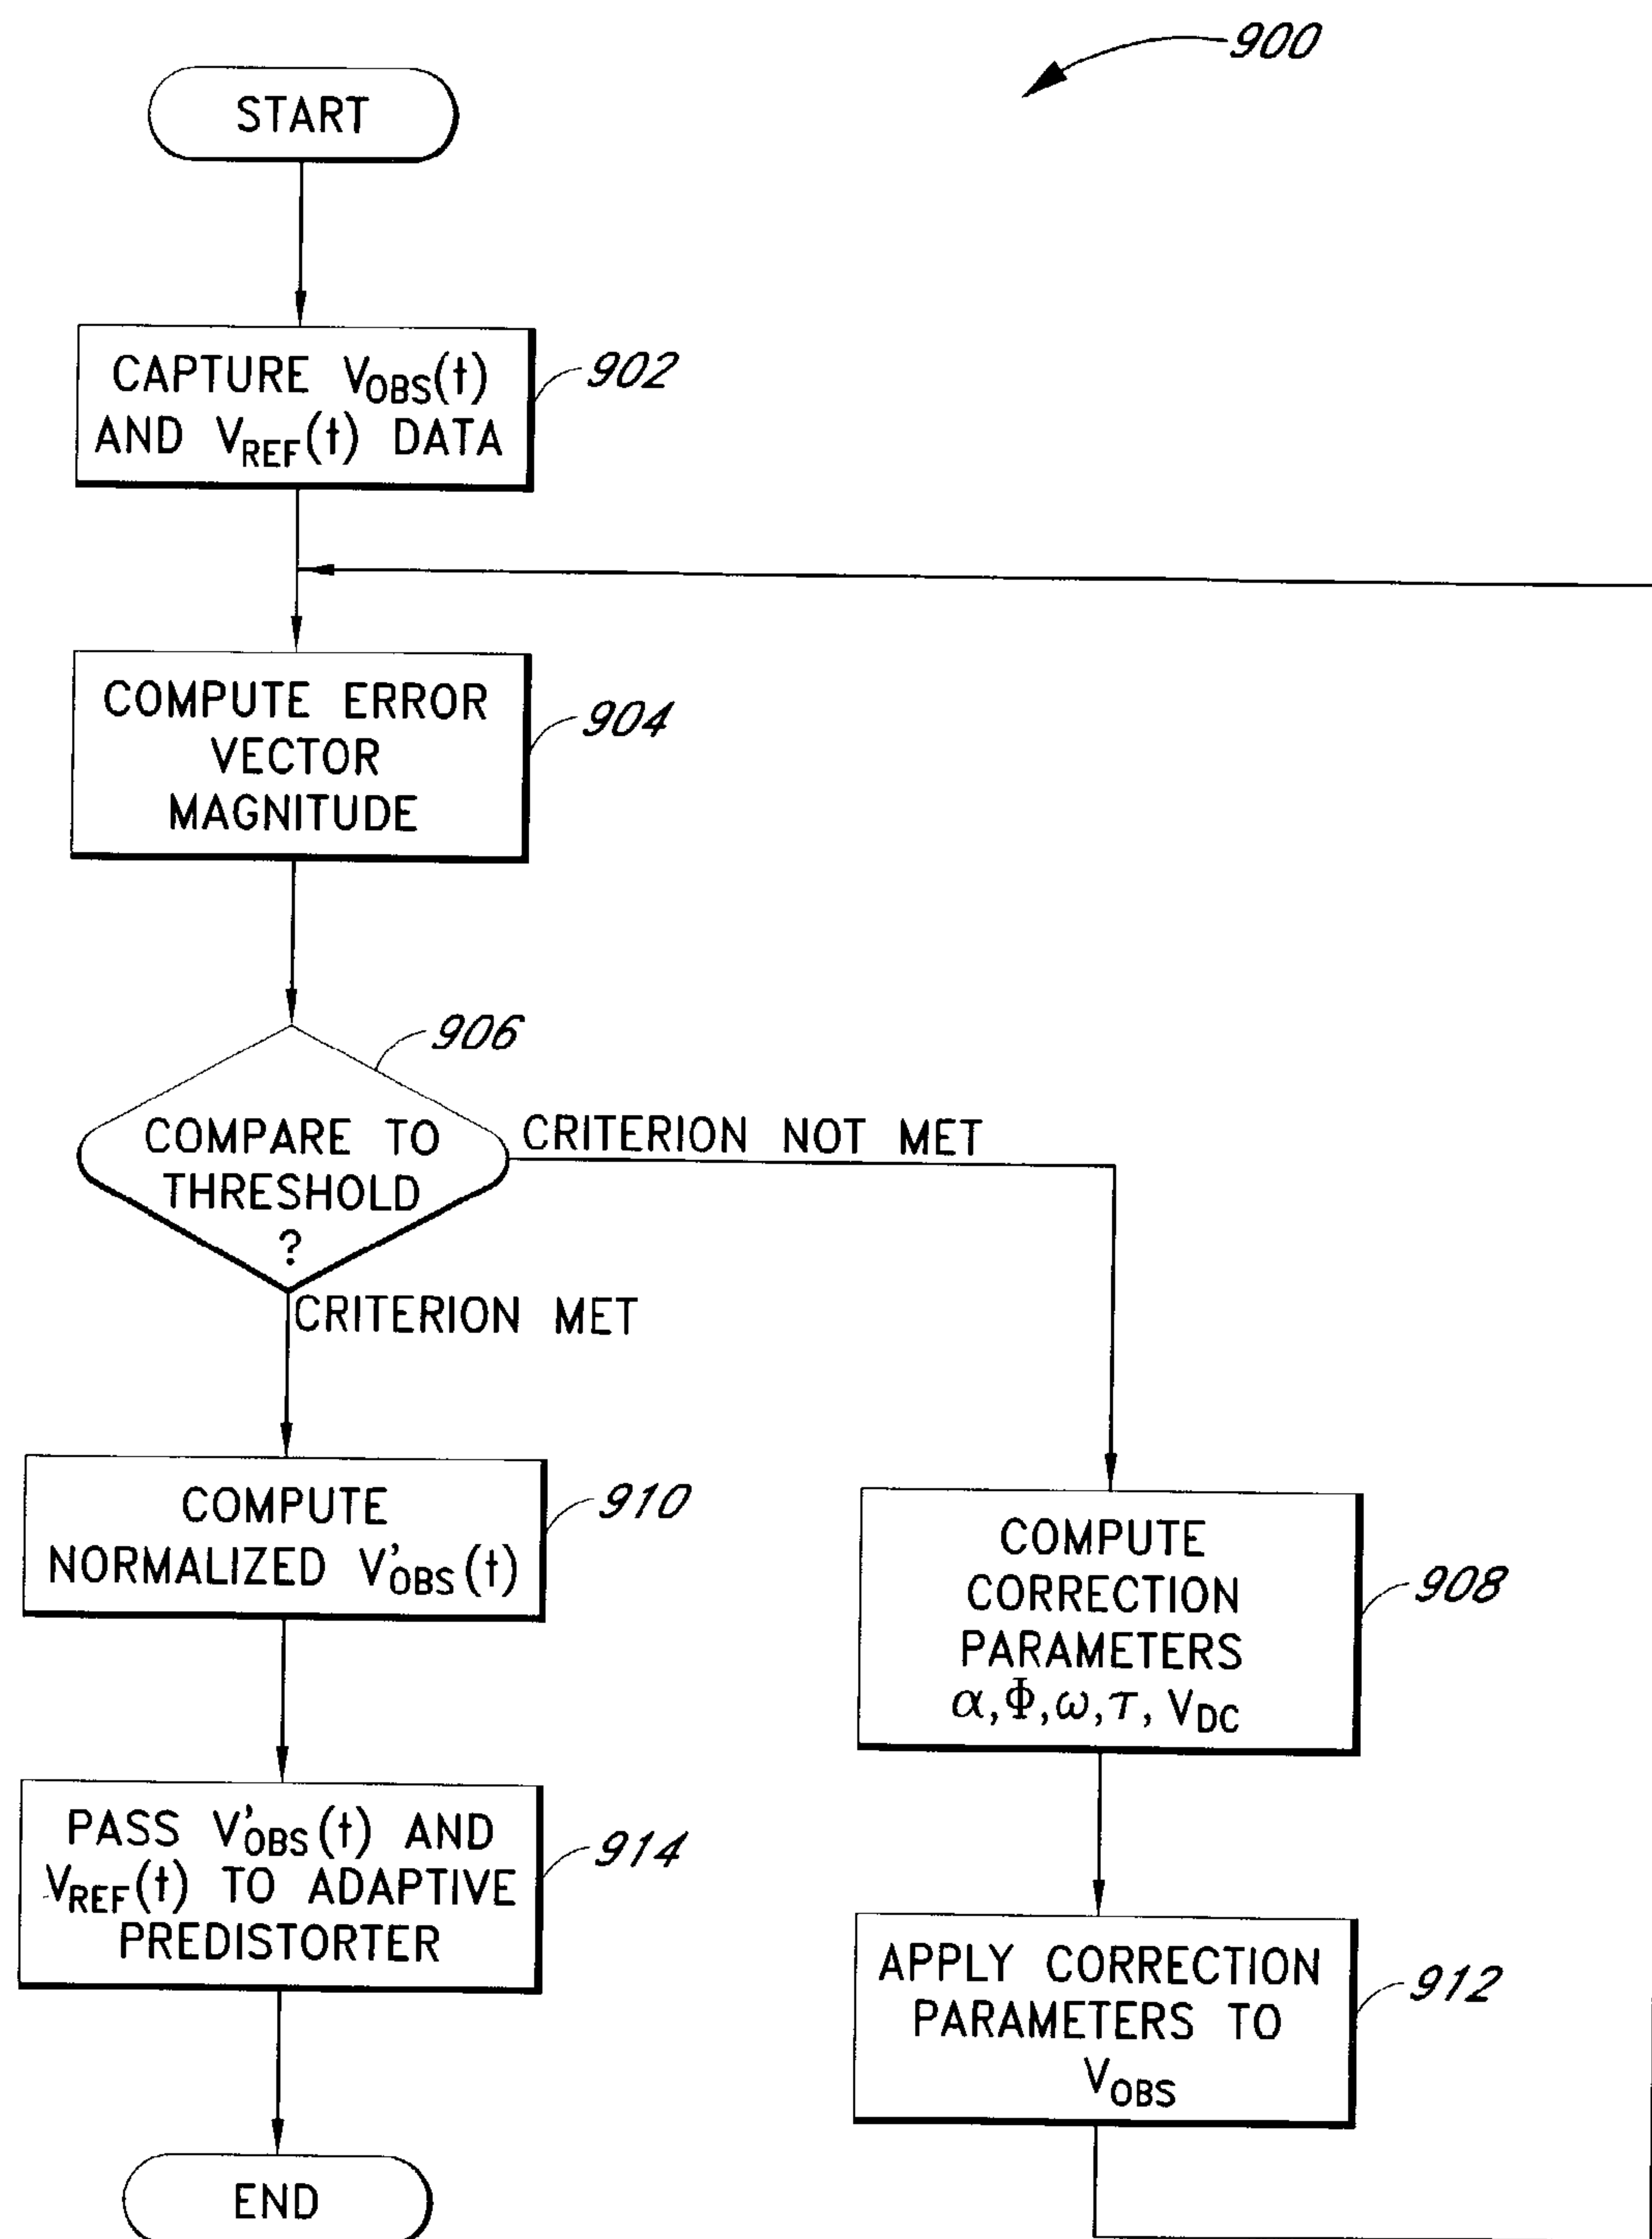 900
START
CAPTURE V_OBS(t)
AND V_REF(t) DATA
902
COMPUTE ERROR
VECTOR
MAGNITUDE
904
906
COMPARE TO
THRESHOLD
?
CRITERION NOT MET
CRITERION MET
COMPUTE
NORMALIZED V'_OBS(t)
910
COMPUTE
CORRECTION
PARAMETERS
α,Φ,ω,τ, V_DC
908
PASS V'_OBS(t) AND
V_REF(t) TO ADAPTIVE
PREDISTORTER
914
APPLY CORRECTION
PARAMETERS TO
V_OBS
912
END